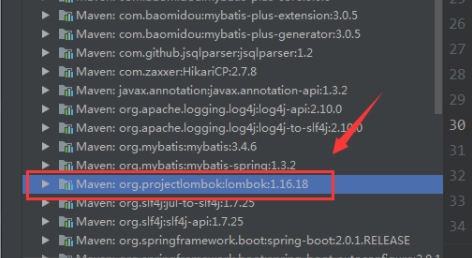 Maven: com.baomidou:mybatis-plus-extension:3.0.5
Maven: com.baomidou:mybatis-plus-generator:3.0.5
Maven: com.github.jsqlparser:jsqlparser:1.2
Maven: com.zaxxer:HikariCP:2.7.8
Maven: javax.annotation:javax.annotation-api:1.3.2
Maven: org.apache.logging.log4j:log4j-api:2.10.0
Maven: org.apache.logging.log4j:log4j-to-slf4j:2.10.0
30
Maven: org.mybatis:mybatis:3.4.6
31
Maven: org.mybatis:mybatis-spring:1.3.2
32
Maven: org.projectlombok:lombok:1.16.18
Maven: org.slf4j:jul-to-slf4j:1.7.25
33
Maven: org.slf4j:slf4j-api:1.7.25
34
Maven: org.springframework.boot:spring-boot:2.0.1.RELEASE